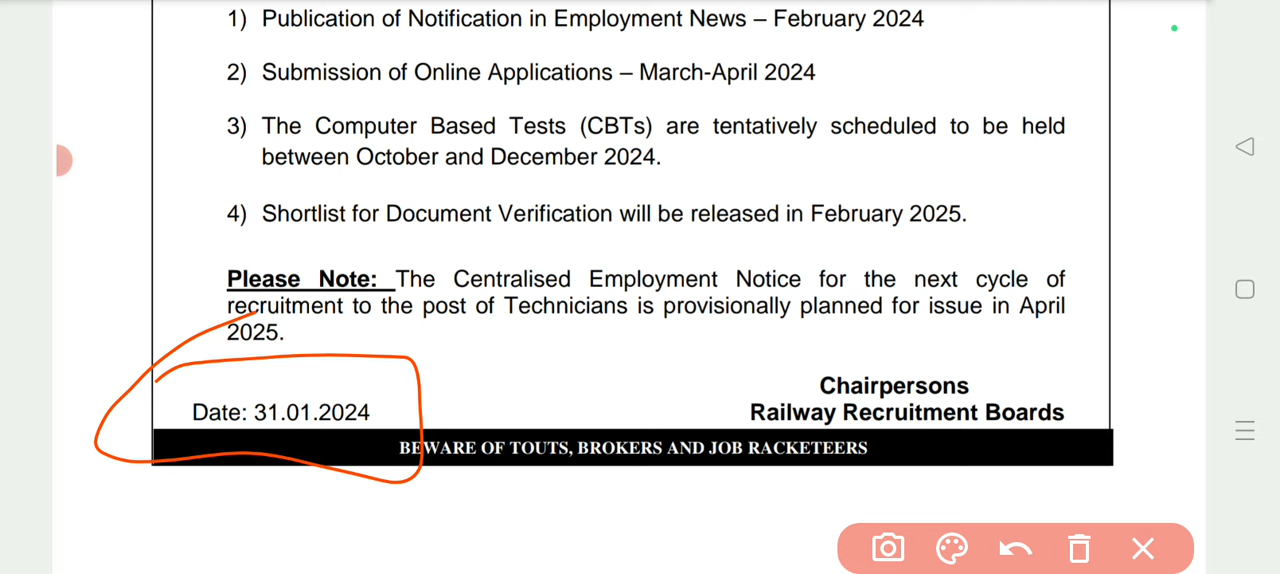 1) Publication of Notification in Employment News – February 2024
2) Submission of Online Applications – March-April 2024
3) The Computer Based Tests (CBTs) are tentatively scheduled to be held
between October and December 2024.
4) Shortlist for Document Verification will be released in February 2025.
Please Note: The Centralised Employment Notice for the next cycle of
recruitment to the post of Technicians is provisionally planned for issue in April
2025.
Chairpersons
Date: 31.01.2024 Railway Recruitment Boards
BEWARE OF TOUTS, BROKERS AND JOB RACKETEERS